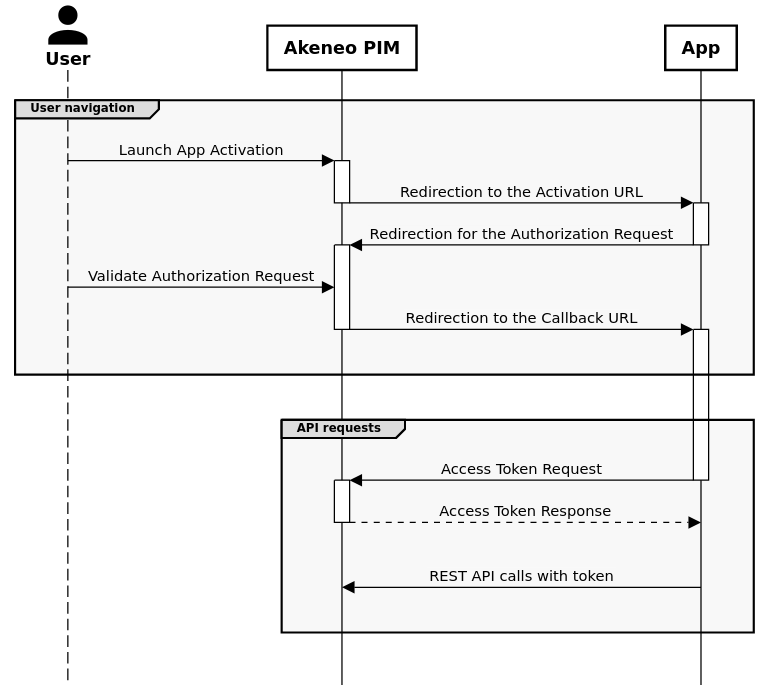 User
Akeneo PIM
App
User navigation
Launch App Activation
Redirection to the Activation URL
Redirection for the Authorization Request
Validate Authorization Request
Redirection to the Callback URL
API requests
Access Token Request
Access Token Response
REST API calls with token